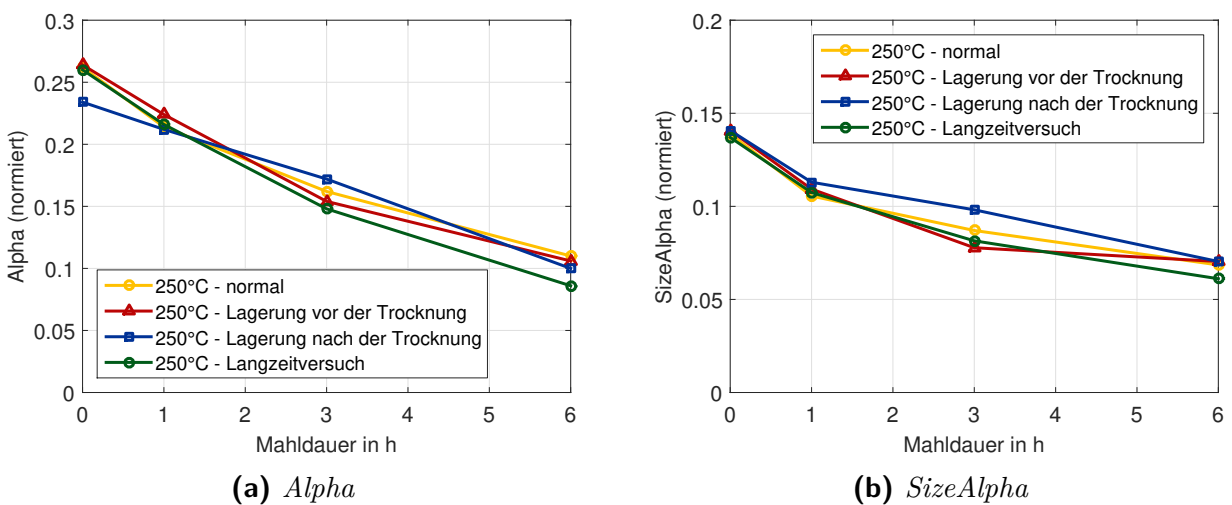 0.3
0.25
0.2
0.15
0.1
0.05
0
Alpha (normiert)
250°C - normal
250°C - Lagerung vor der Trocknung
250°C - Lagerung nach der Trocknung
250°C - Langzeitversuch
0 1 2 3 4 5 6
Mahldauer in h
(a) Alpha
0.2
0.15
0.1
0.05
0
SizeAlpha (normiert)
250°C - normal
250°C - Lagerung vor der Trocknung
250°C - Lagerung nach der Trocknung
250°C - Langzeitversuch
0 1 2 3 4 5 6
Mahldauer in h
(b) SizeAlpha